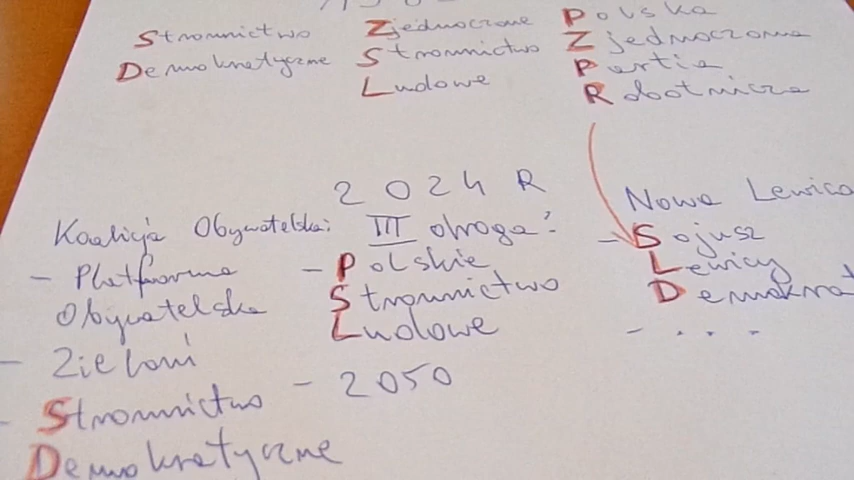 Stronnictwo
Demokratyczne
Zjednoczone
Stronnictwo
Ludowe
Polska
Zjednoczona
Partia
Robotnicza
2024 R
Koalicja Obywatelska:
- Platforma
Obywatelska
- Zieloni
- Stronnictwo
Demokratyczne
III droga:
- Polskie
Stronnictwo
Ludowe
- 2050
Nowa Lewica
- Sojusz
Lewicy
Demokrat
- . . .